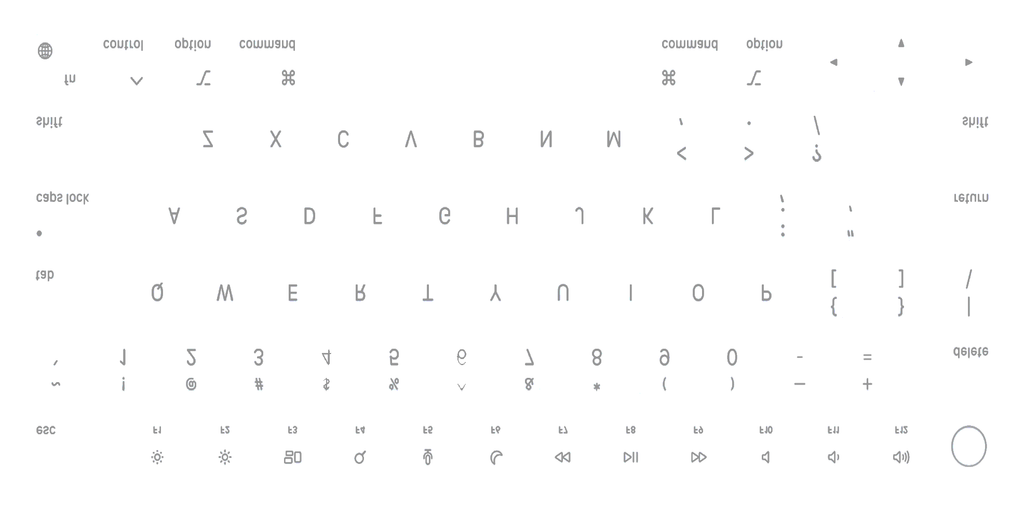 control option command command option
fn
shift Z X C V B N M , . / shift
< > ?
caps lock A S D F G H J K L ; ' return
: "
tab Q W E R T Y U I O P [ ] \
{ } |
` 1 2 3 4 5 6 7 8 9 0 - = delete
~ ! @ # $ % ^ & * ( ) — +
esc F1 F2 F3 F4 F5 F6 F7 F8 F9 F10 F11 F12